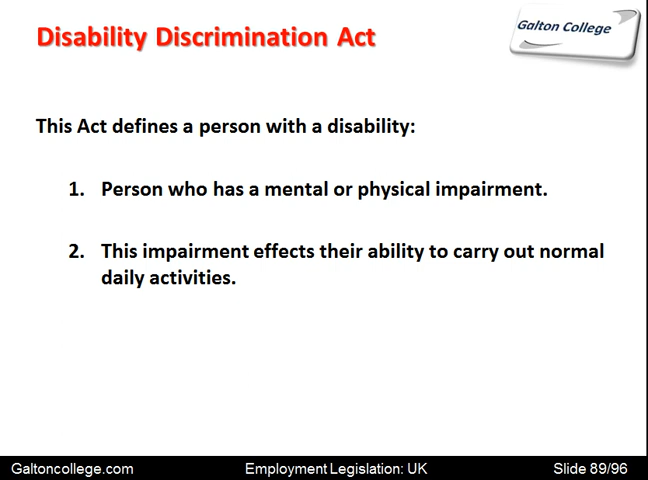 Disability Discrimination Act
Galton College
This Act defines a person with a disability:
1. Person who has a mental or physical impairment.
2. This impairment effects their ability to carry out normal
daily activities.
Galtoncollege.com Employment Legislation: UK Slide 89/96